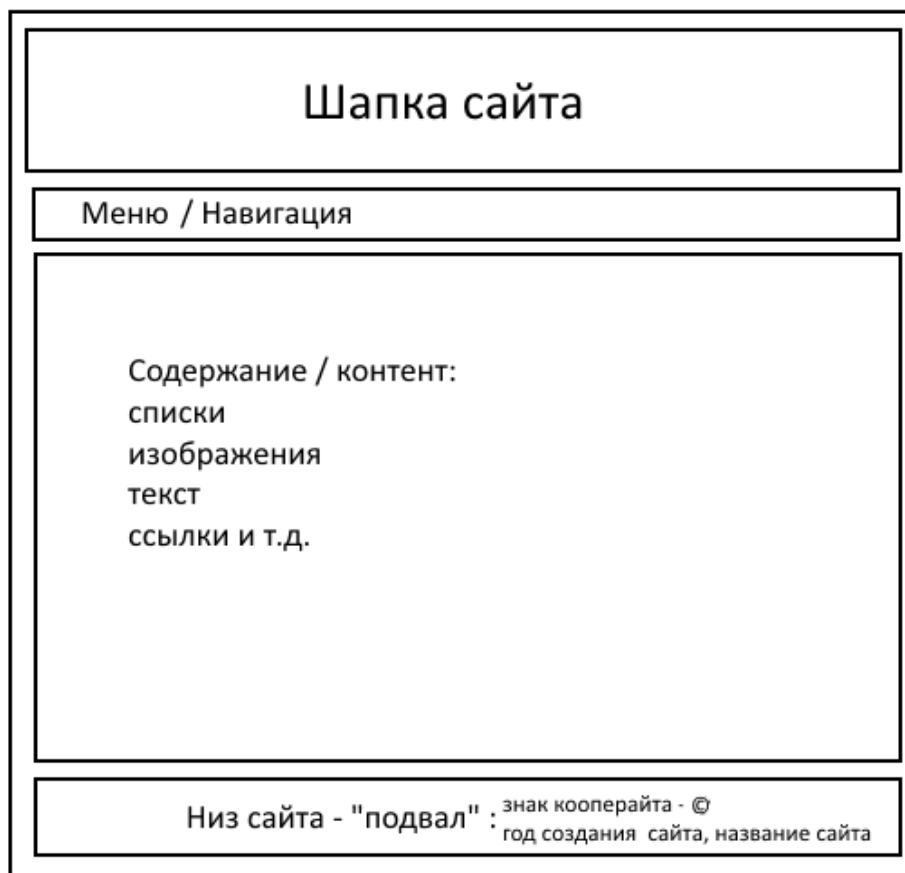 Шапка сайта
Меню / Навигация
Содержание / контент:
списки
изображения
текст
ссылки и т.д.
Низ сайта - "подвал" :
знак кооперайта - ©
год создания сайта, название сайта